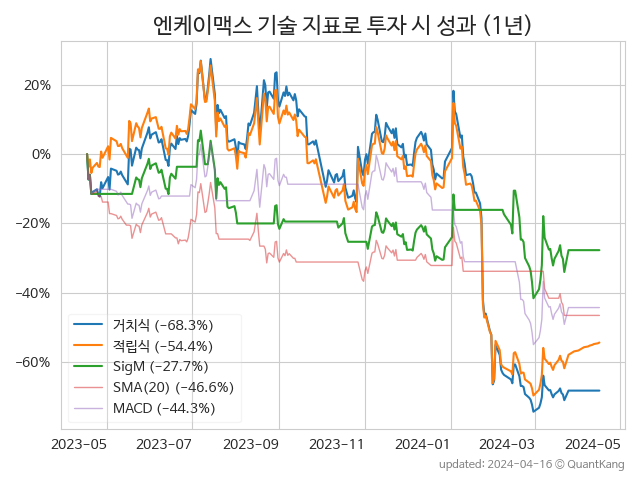 엔케이맥스 기술 지표로 투자 시 성과 (1년)
20%
0%
−20%
−40%
−60%
거치식 (−68.3%)
적립식 (−54.4%)
SigM (−27.7%)
SMA(20) (−46.6%)
MACD (−44.3%)
2023-05 2023-07 2023-09 2023-11 2024-01 2024-03 2024-05
updated: 2024-04-16 © QuantKang